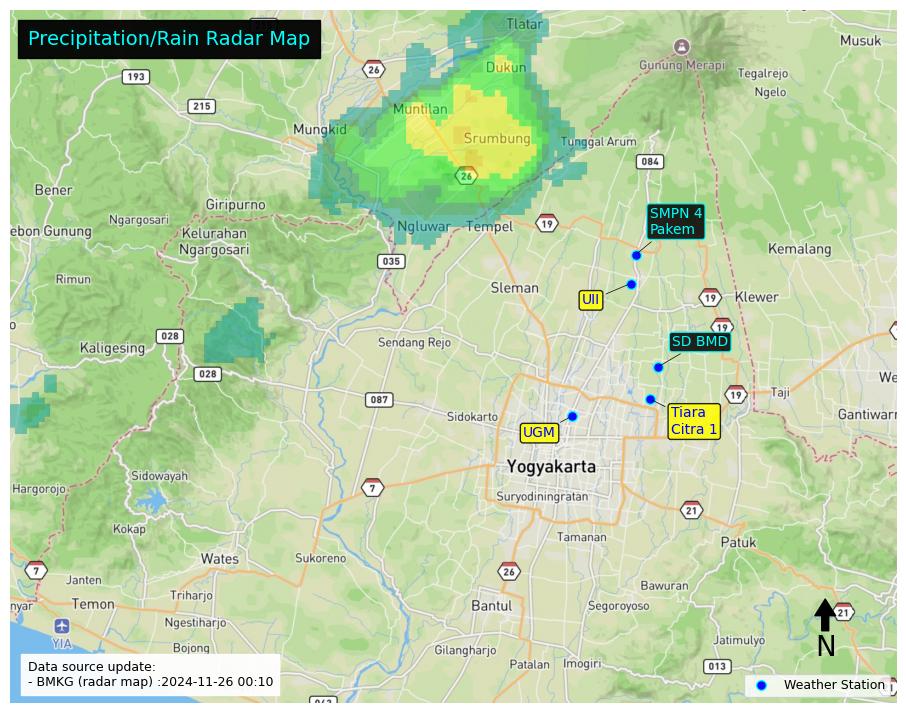 Precipitation/Rain Radar Map
Tlatar
Musuk
Gunung Merapi
26
Dukun
193
Tegalrejo
Ngelo
215
Muntilan
Mungkid
Srumbung
Tunggal Arum
084
26
Bener
Giripurno
SMPN 4
Pakem
Ngargosari
Ngluwar
Tempel
19
ebon Gunung
Kelurahan
Ngargosari
Kemalang
035
Rimun
Sleman
UII
19
Klewer
19
028
Sendang Rejo
SD BMD
Kaligesing
028
We
Taji
087
19
Sidokarto
Tiara
Citra 1
Gantiwarn
UGM
Yogyakarta
Sidowayah
Hargorojo
7
Suryodiningratan
21
Kokap
Tamanan
Patuk
Wates
Sukoreno
7
26
Janten
Bawuran
Triharjo
nyar
Temon
Bantul
Segoroyoso
21
Ngestiharjo
YIA
N
Jatimulyo
Bojong
Gilangharjo
Patalan
Imogiri
013
Data source update:
- BMKG (radar map) :2024-11-26 00:10
Weather Station